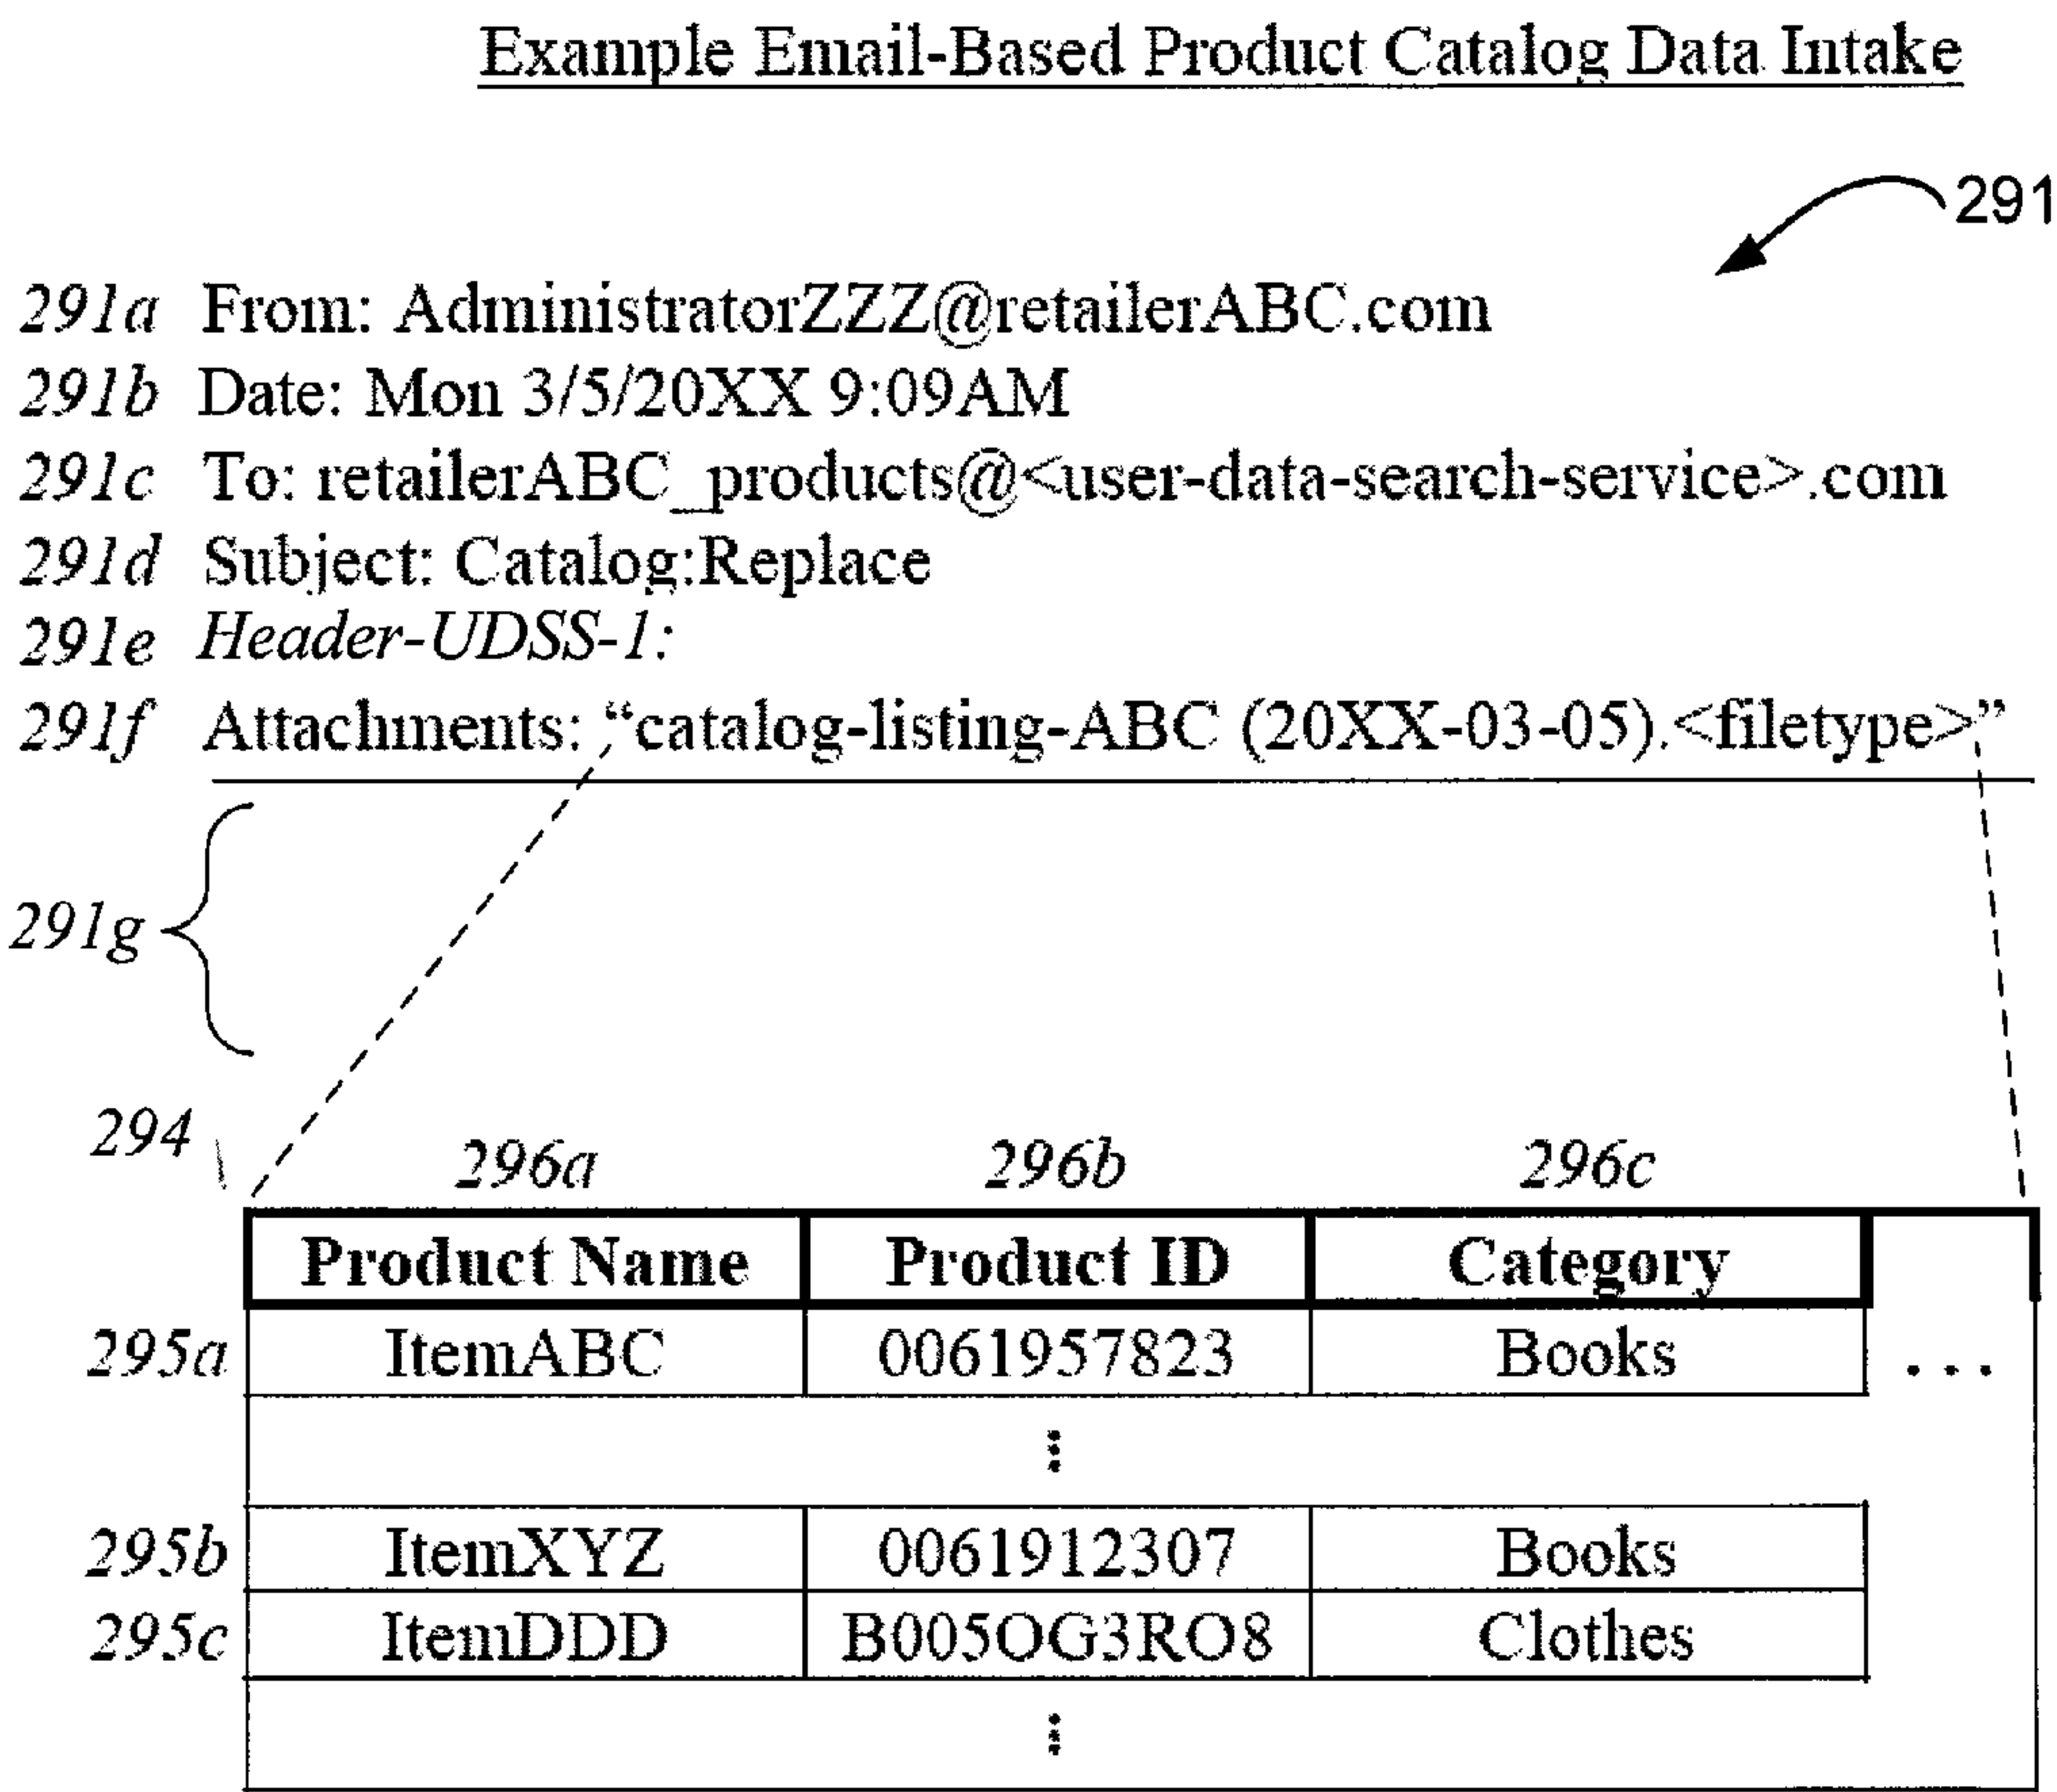 Example Email-Based Product Catalog Data Intake
291
291a From: AdministratorZZZ@retailerABC.com
291b Date: Mon 3/5/20XX 9:09AM
291c To: retailerABC_products@<user-data-search-service>.com
291d Subject: Catalog:Replace
291e Header-UDSS-1:
291f Attachments: “catalog-listing-ABC (20XX-03-05).<filetype>”
291g
294
296a 296b 296c
Product Name Product ID Category
295a ItemABC 0061957823 Books . . .
295b ItemXYZ 0061912307 Books
295c ItemDDD B005OG3RO8 Clothes